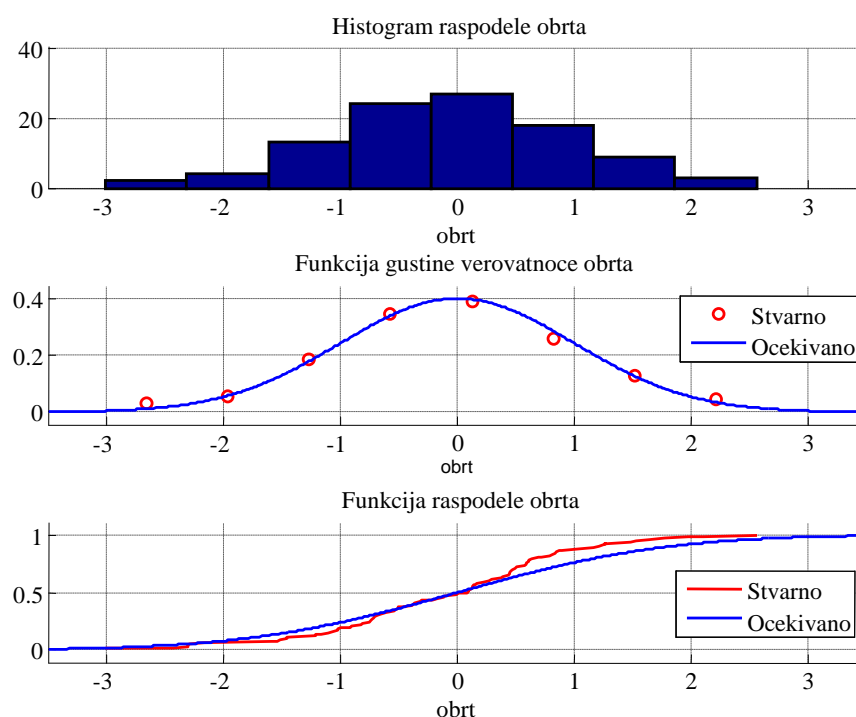 Histogram raspodele obrta
40
20
0
-3 -2 -1 0 1 2 3
obrt
Funkcija gustine verovatnoce obrta
0.4
0.2
0
Stvarno
Ocekivano
-3 -2 -1 0 1 2 3
obrt
Funkcija raspodele obrta
1
0.5
0
Stvarno
Ocekivano
-3 -2 -1 0 1 2 3
obrt